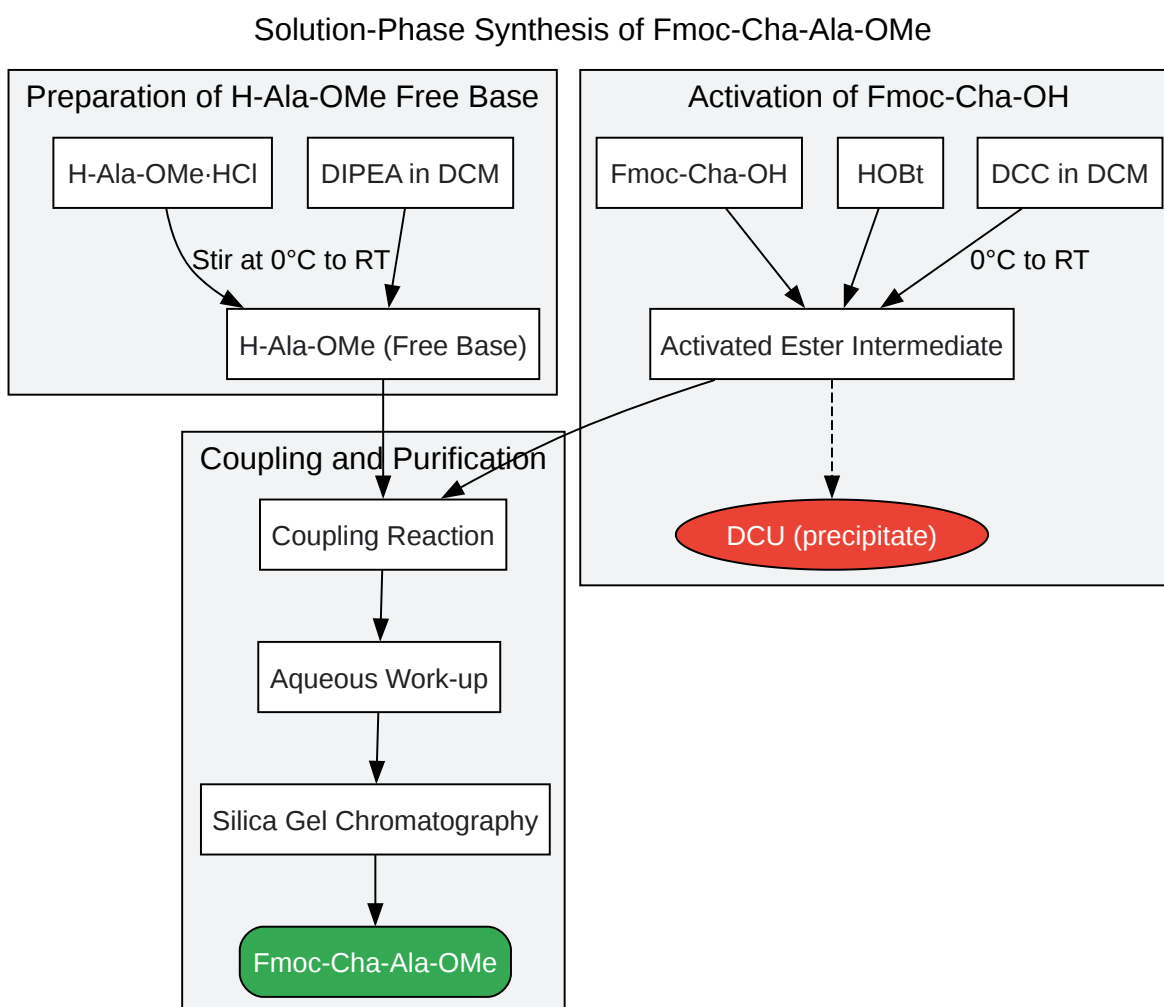 Solution-Phase Synthesis of Fmoc-Cha-Ala-OMe
Preparation of H-Ala-OMe Free Base
H-Ala-OMe·HCl
DIPEA in DCM
Stir at 0°C to RT
H-Ala-OMe (Free Base)
Activation of Fmoc-Cha-OH
Fmoc-Cha-OH
HOBt
DCC in DCM
0°C to RT
Activated Ester Intermediate
DCU (precipitate)
Coupling and Purification
Coupling Reaction
Aqueous Work-up
Silica Gel Chromatography
Fmoc-Cha-Ala-OMe